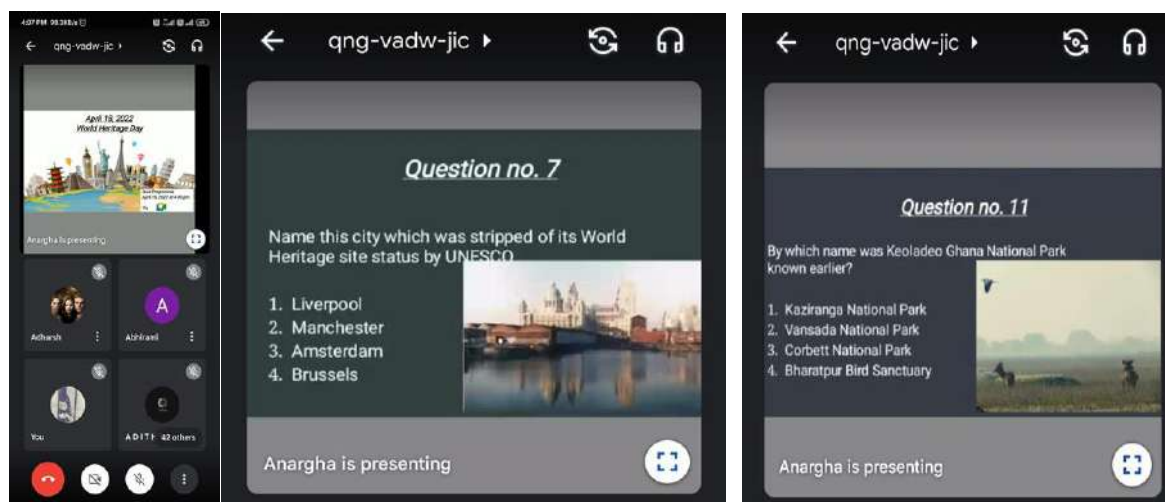 4:07 PM
qng-vadw-jic
April 18, 2022
World Heritage Day
Anargha is presenting
Adharsh
A
Abhirami
You
ADITH
42 others
qng-vadw-jic
Question no. 7
Name this city which was stripped of its World
Heritage site status by UNESCO
1. Liverpool
2. Manchester
3. Amsterdam
4. Brussels
Anargha is presenting
qng-vadw-jic
Question no. 11
By which name was Keoladeo Ghana National Park
known earlier?
1. Kaziranga National Park
2. Vansada National Park
3. Corbett National Park
4. Bharatpur Bird Sanctuary
Anargha is presenting